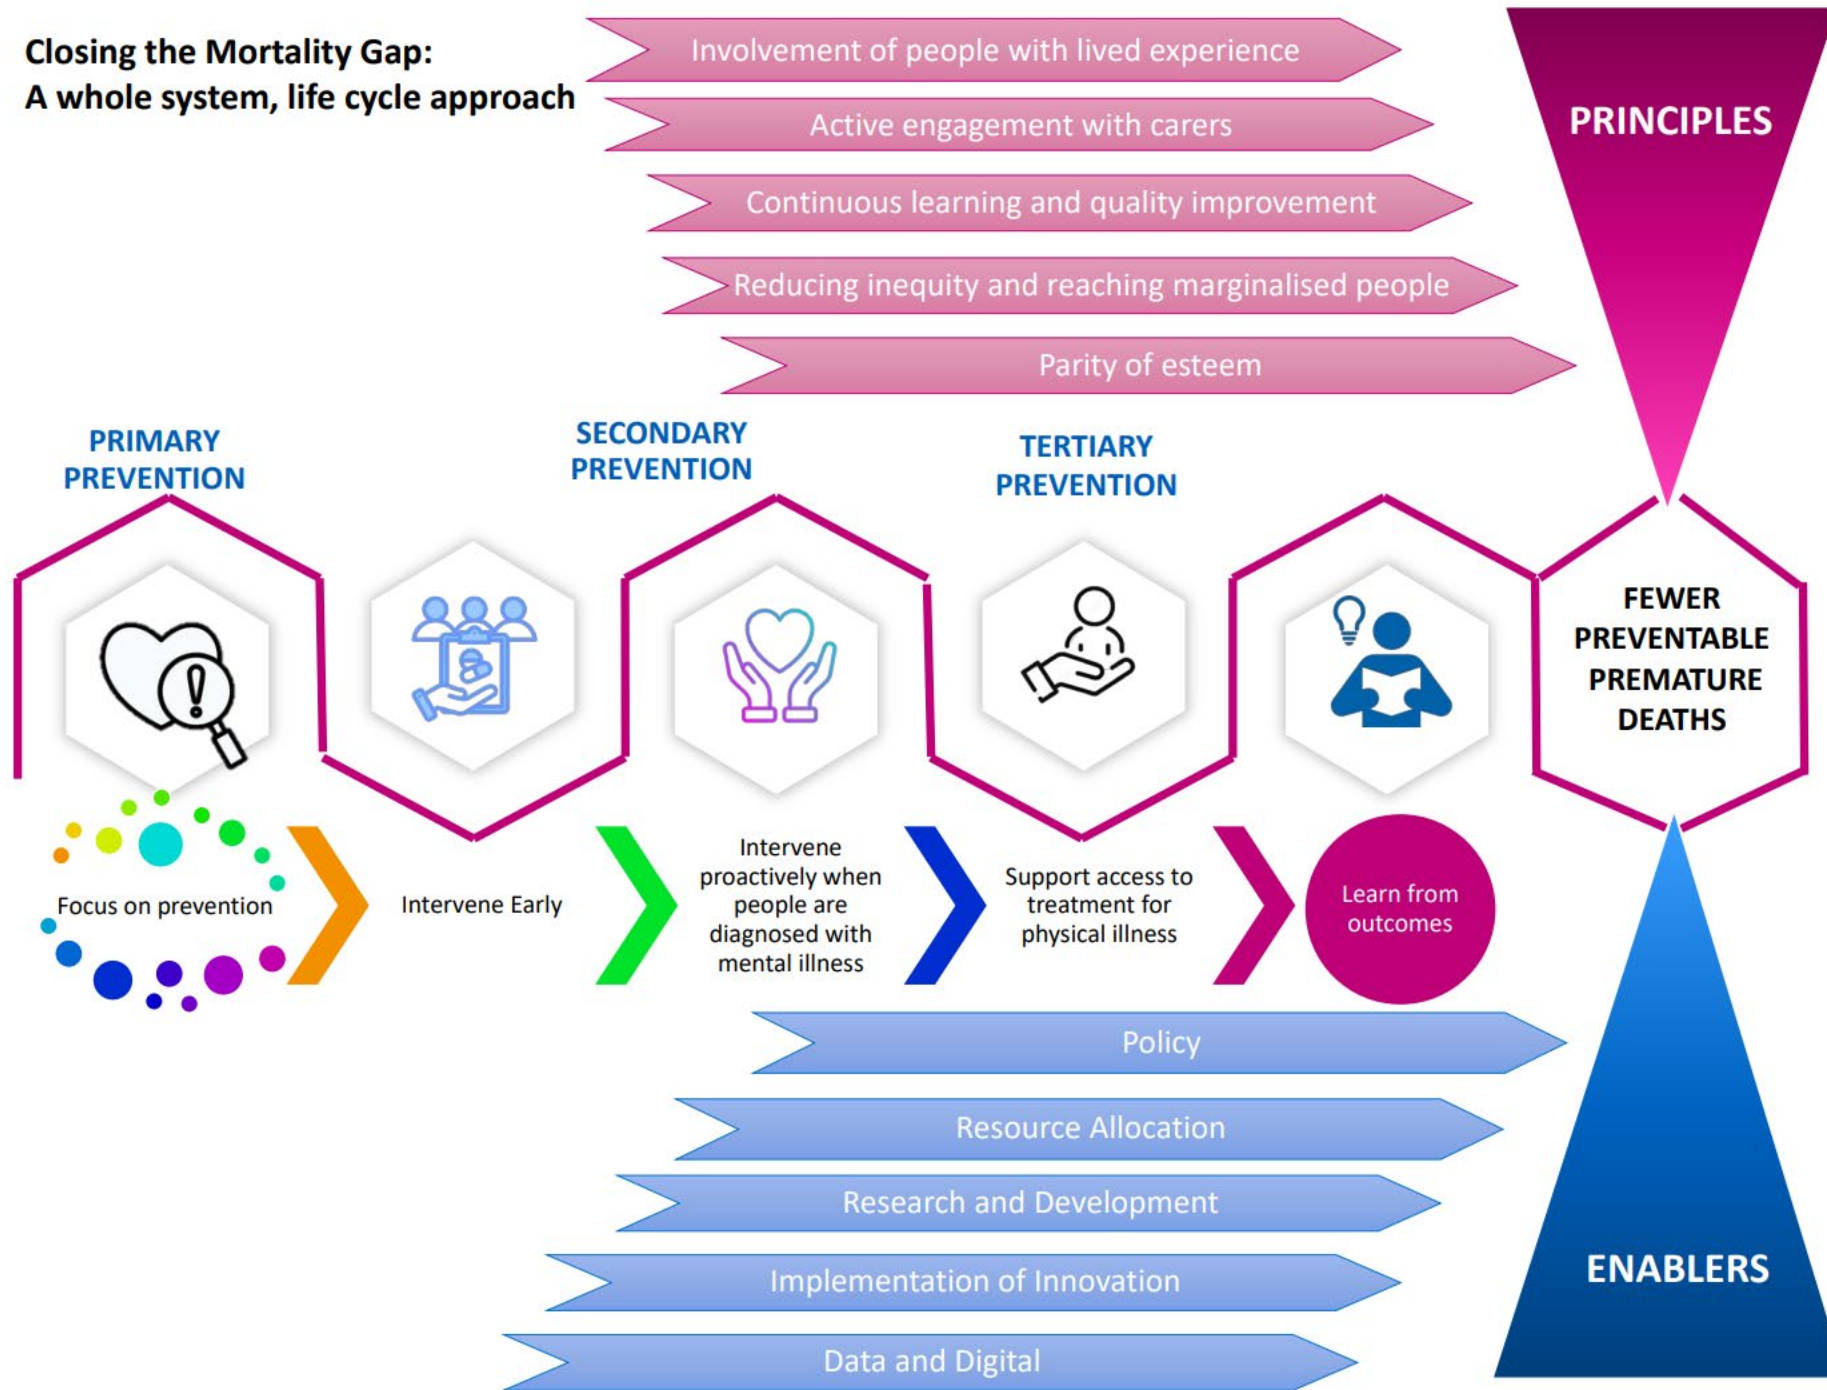 Closing the Mortality Gap:
A whole system, life cycle approach
Involvement of people with lived experience
Active engagement with carers
Continuous learning and quality improvement
Reducing inequity and reaching marginalised people
Parity of esteem
PRINCIPLES
PRIMARY
PREVENTION
SECONDARY
PREVENTION
TERTIARY
PREVENTION
FEWER
PREVENTABLE
PREMATURE
DEATHS
Focus on prevention
Intervene Early
Intervene
proactively when
people are
diagnosed with
mental illness
Support access to
treatment for
physical illness
Learn from
outcomes
Policy
Resource Allocation
Research and Development
Implementation of Innovation
Data and Digital
ENABLERS